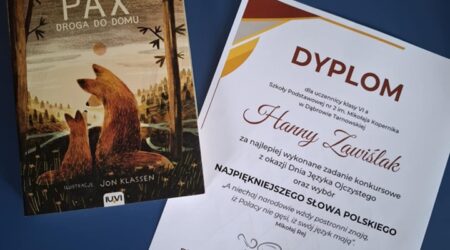 PAX
DROGA DO DOMU
ILUSTRACJE JON KLASSEN
IUVI
DYPLOM
dla uczennicy klasy VI a
Szkoły Podstawowej nr 2 im. Mikołaja Kopernika
w Dąbrowie Tarnowskiej
Hanny Zawiślak
za najlepiej wykonane zadanie konkursowe
z okazji Dnia Języka Ojczystego
oraz wybór
NAJPIĘKNIEJSZEGO SŁOWA POLSKIEGO
„A niechaj narodowie wżdy postronni znają,
iż Polacy nie gęsi, iż swój język mają".
Mikołaj Rej